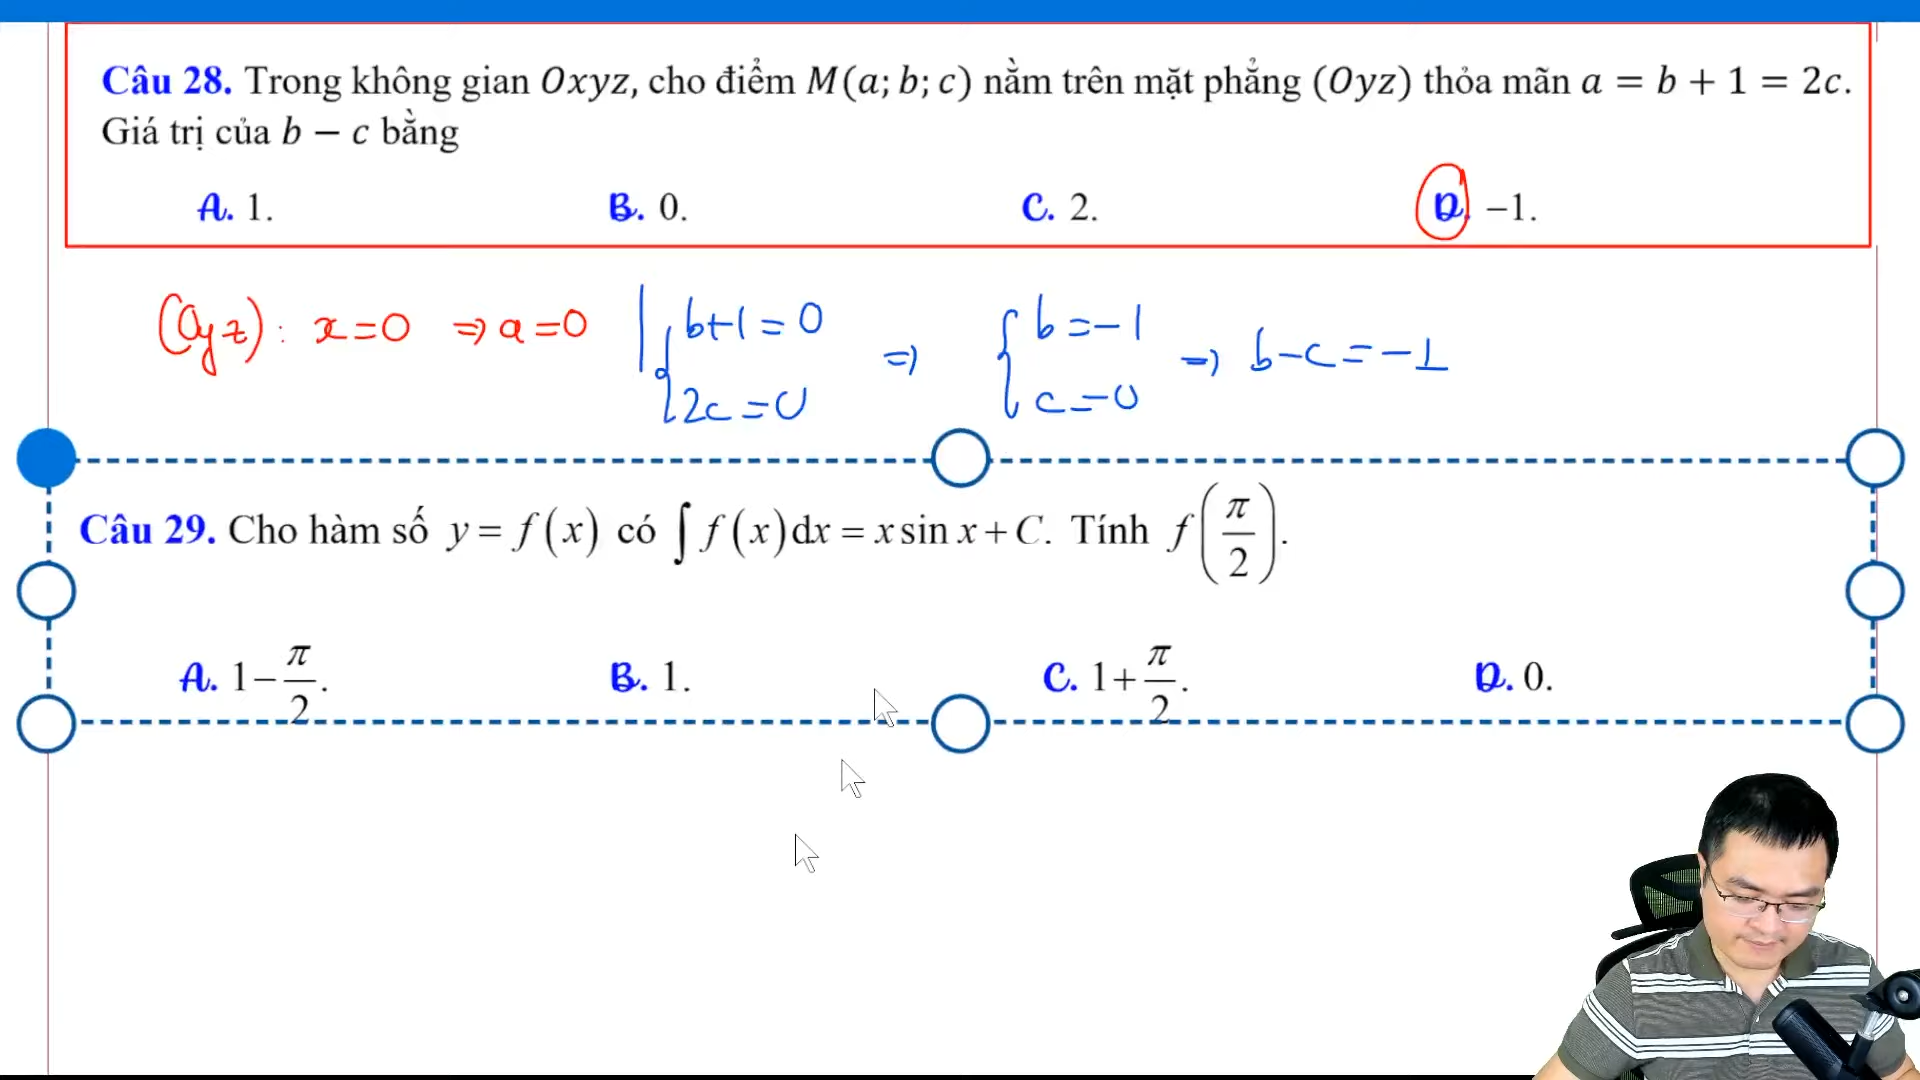 Câu 28. Trong không gian Oxyz, cho điểm M(a; b; c) nằm trên mặt phẳng (Oyz) thỏa mãn a = b + 1 = 2c.
Giá trị của b − c bằng
A. 1. B. 0. C. 2. D. −1.
(Oyz): x=0 ⇒ a=0 | { b+1=0 2c=0 ⇒ { b=−1 c=0 ⇒ b−c=−1
Câu 29. Cho hàm số y = f(x) có ∫f(x)dx = x sin x + C. Tính f(π/2).
A. 1−π/2. B. 1. C. 1+π/2. D. 0.